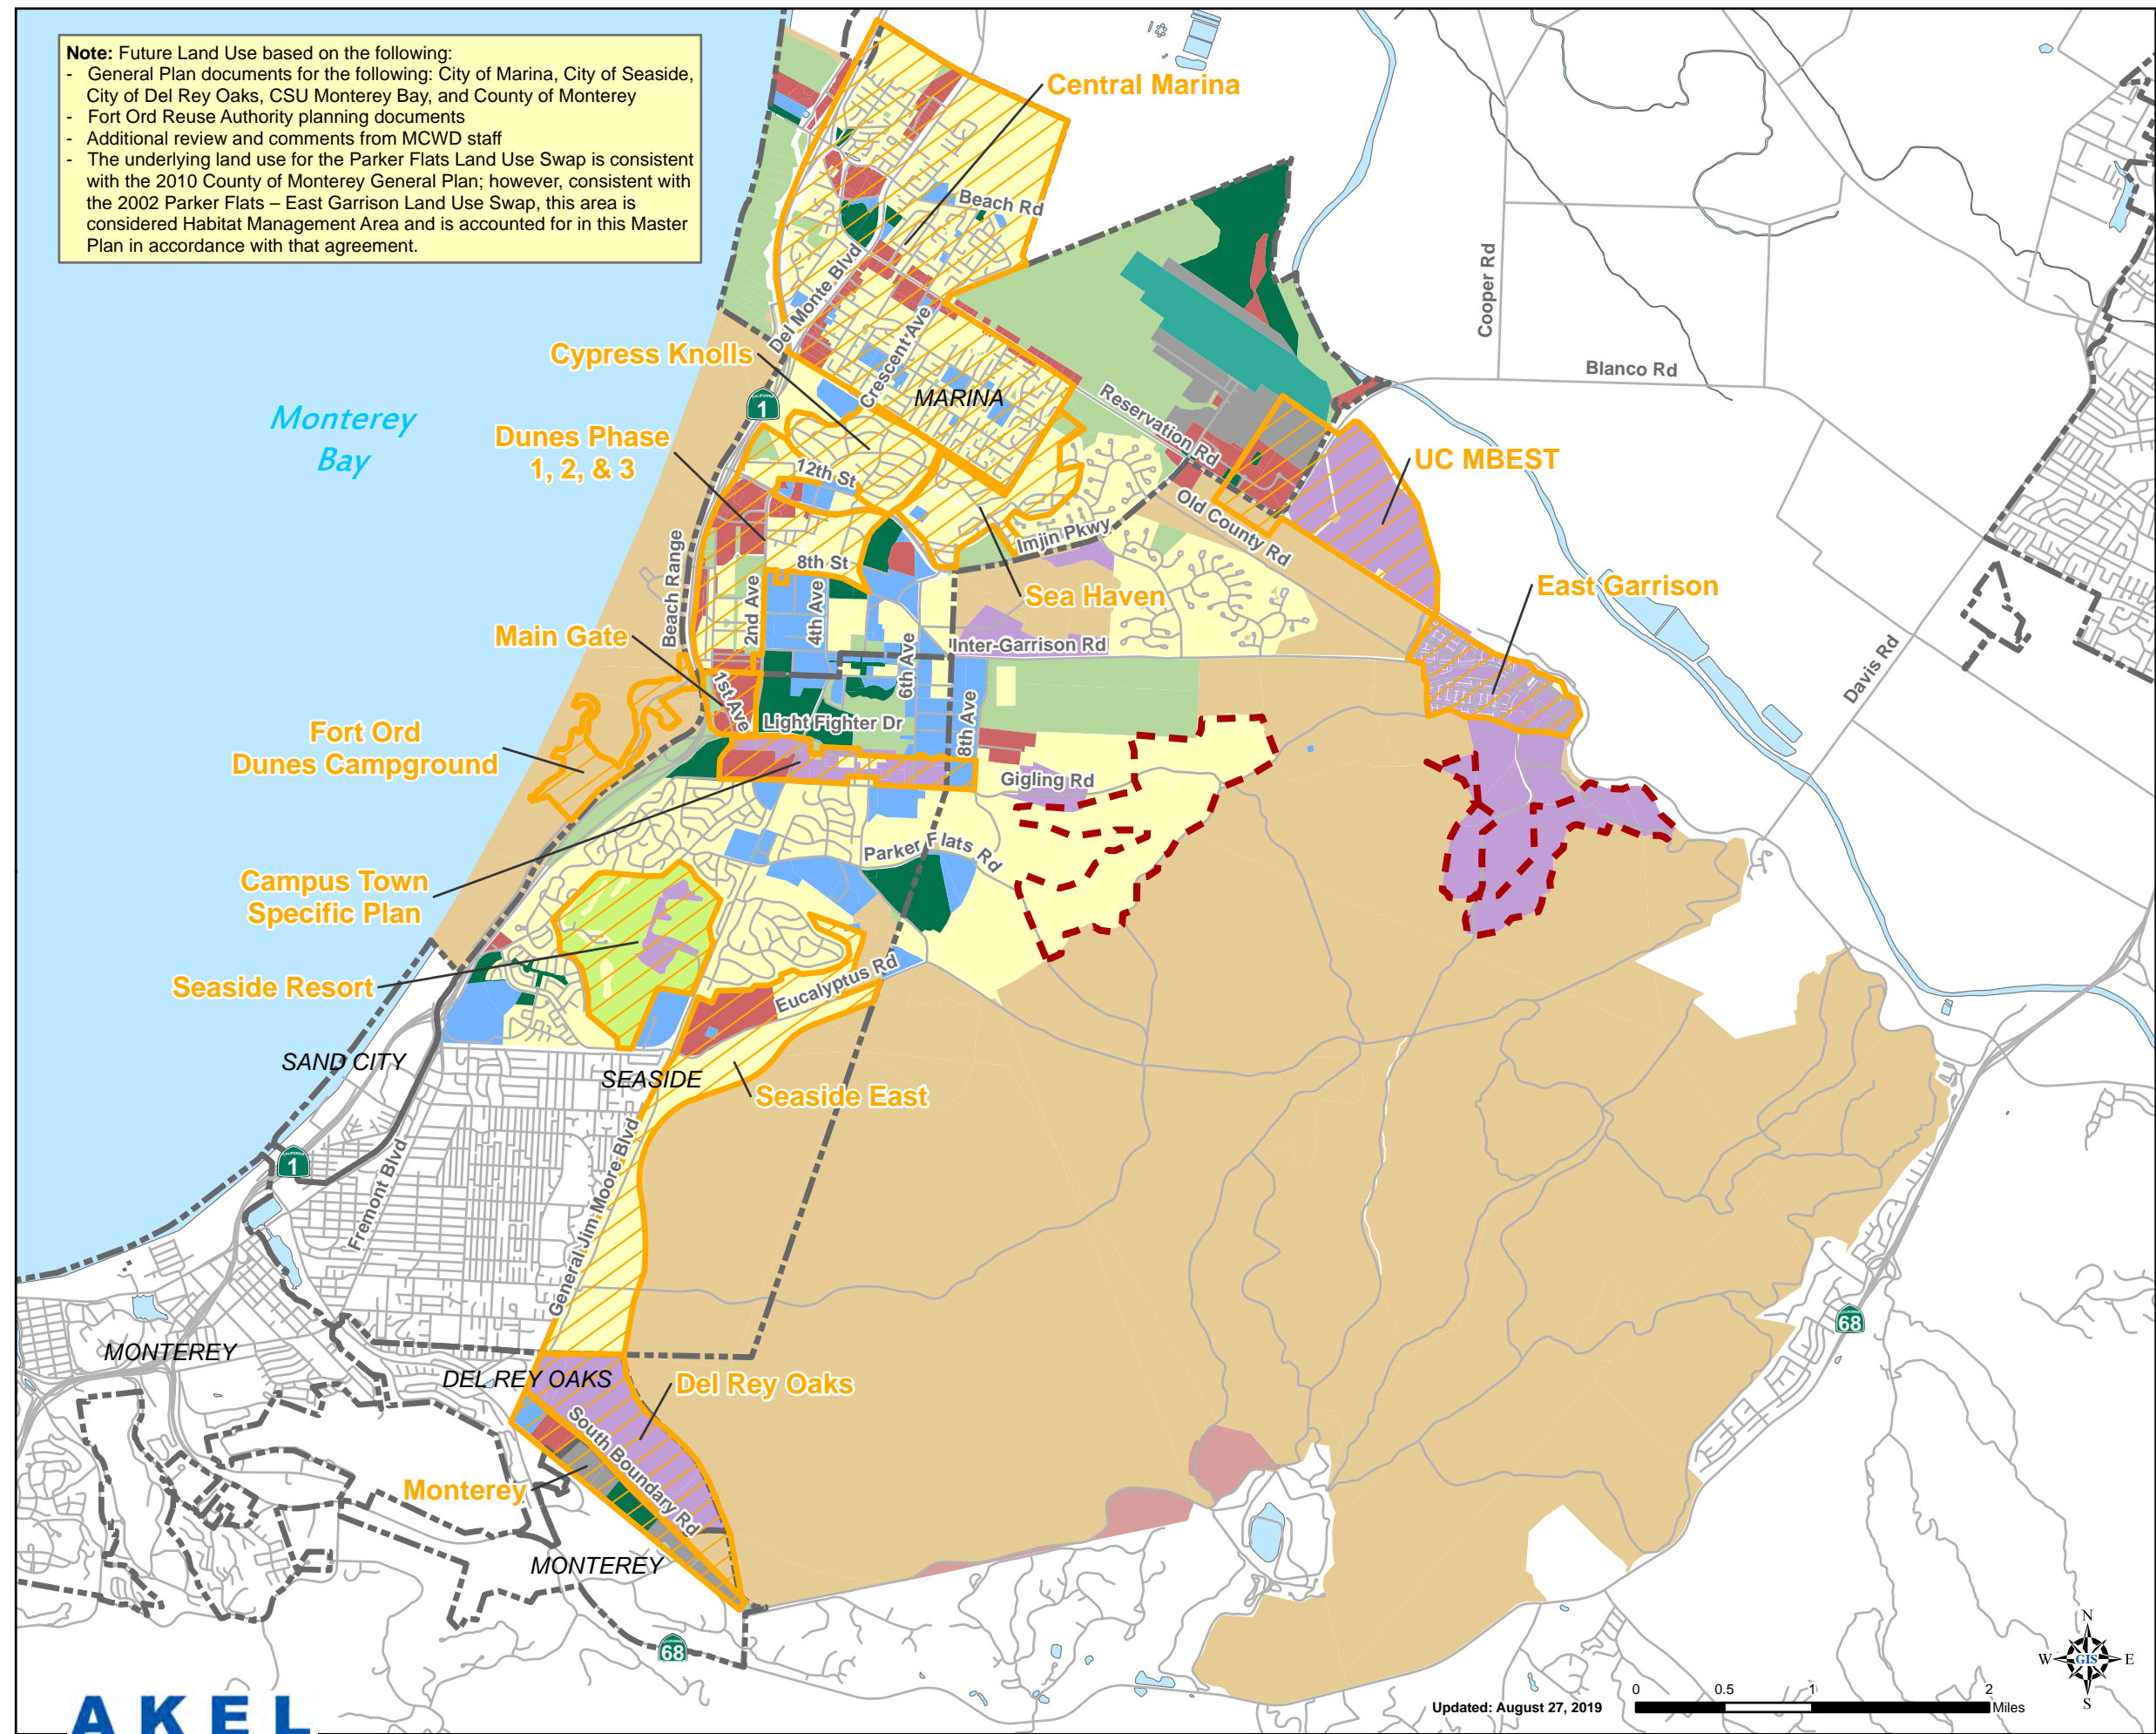 Note: Future Land Use based on the following:
- General Plan documents for the following: City of Marina, City of Seaside,
City of Del Rey Oaks, CSU Monterey Bay, and County of Monterey
- Fort Ord Reuse Authority planning documents
- Additional review and comments from MCWD staff
- The underlying land use for the Parker Flats Land Use Swap is consistent
with the 2010 County of Monterey General Plan; however, consistent with
the 2002 Parker Flats – East Garrison Land Use Swap, this area is
considered Habitat Management Area and is accounted for in this Master
Plan in accordance with that agreement.
Central Marina
Beach Rd
Del Monte Blvd
Cooper Rd
Crescent Ave
Cypress Knolls
Blanco Rd
MARINA
CALIFORNIA
1
Monterey
Bay
Reservation Rd
Dunes Phase
1, 2, & 3
12th St
UC MBEST
Old County Rd
Imjin Pkwy
Beach Range
8th St
2nd Ave
4th Ave
Sea Haven
East Garrison
Main Gate
Inter-Garrison Rd
6th Ave
Davis Rd
1st Ave
8th Ave
Light Fighter Dr
Fort Ord
Dunes Campground
Gigling Rd
Parker Flats Rd
Campus Town
Specific Plan
Seaside Resort
Eucalyptus Rd
SAND CITY
SEASIDE
Seaside East
CALIFORNIA
1
Fremont Blvd
General Jim Moore Blvd
CALIFORNIA
68
MONTEREY
DEL REY OAKS
Del Rey Oaks
South Boundary Rd
Monterey
MONTEREY
CALIFORNIA
68
N
W
GIS
E
S
0
0.5
1
2
Miles
Updated: August 27, 2019
AKEL